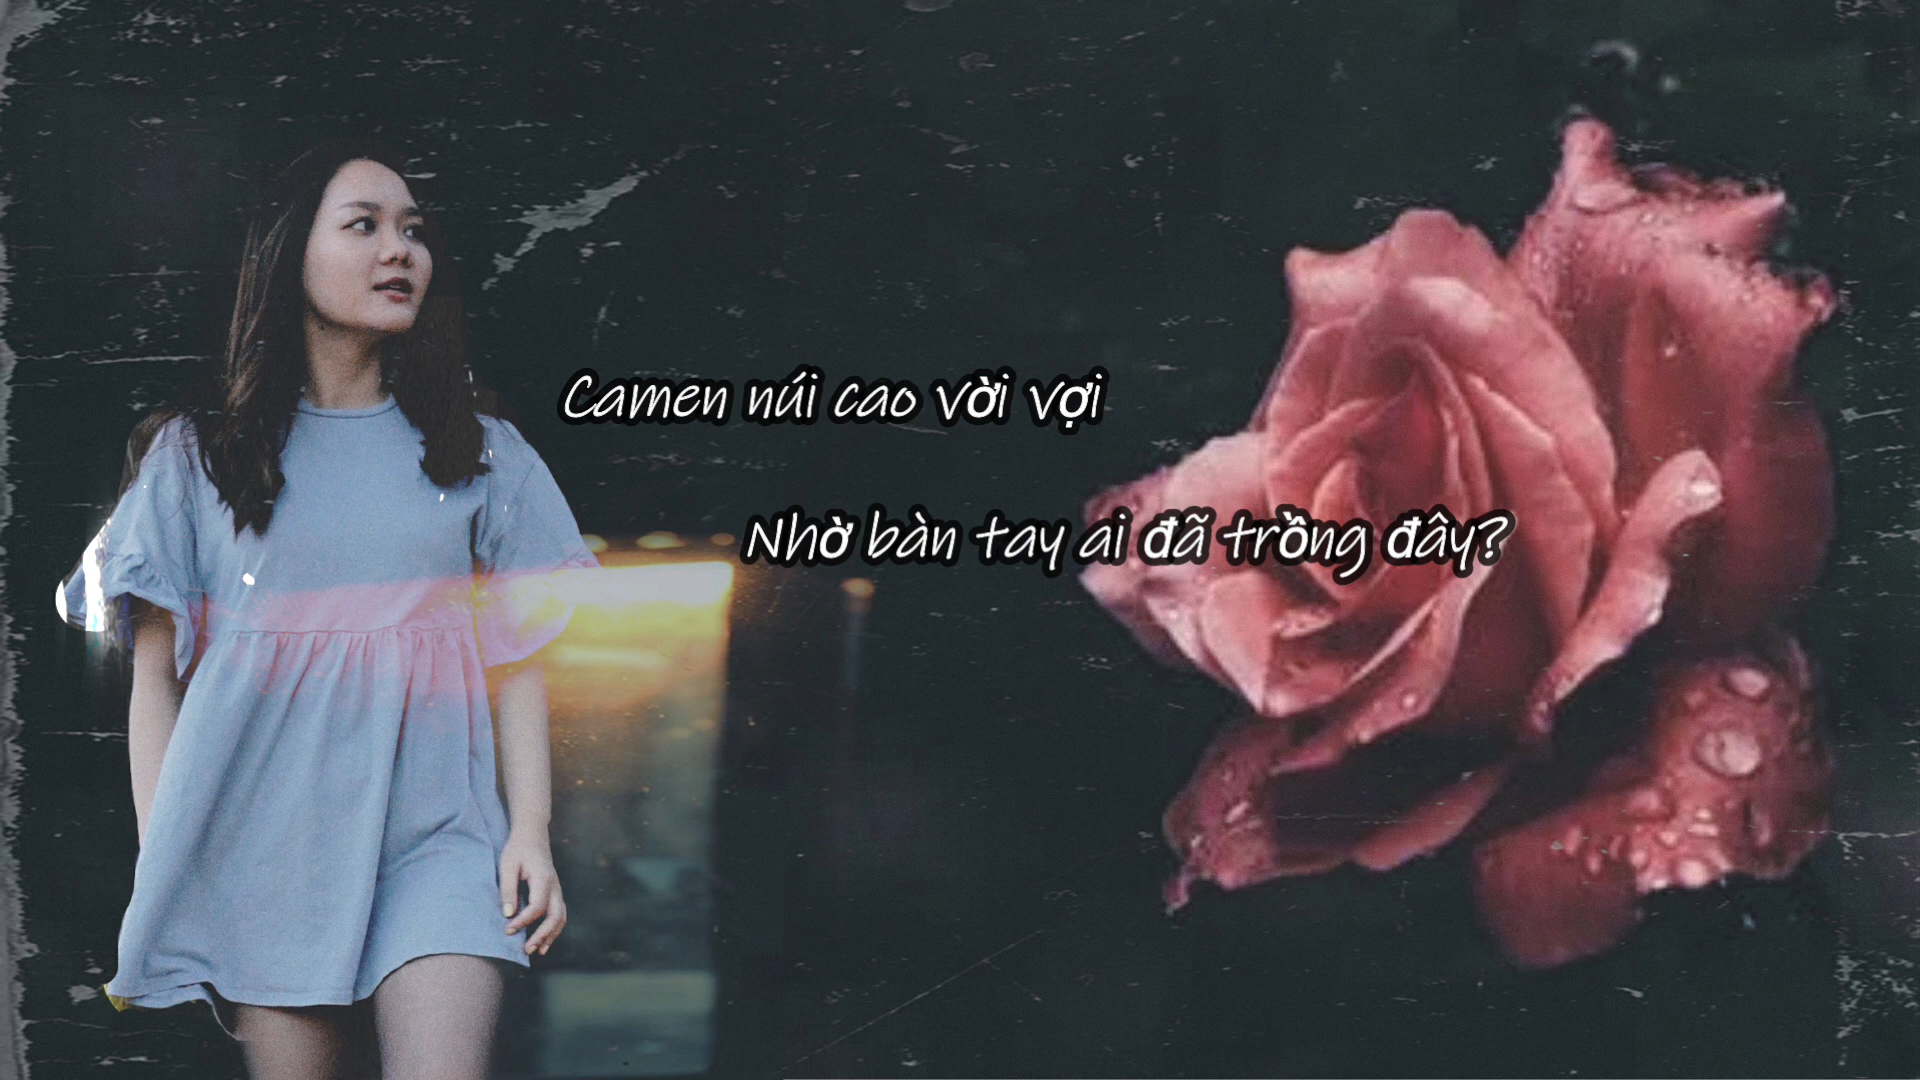 Camen núi cao vời vợi
Nhờ bàn tay ai đã trồng đây?